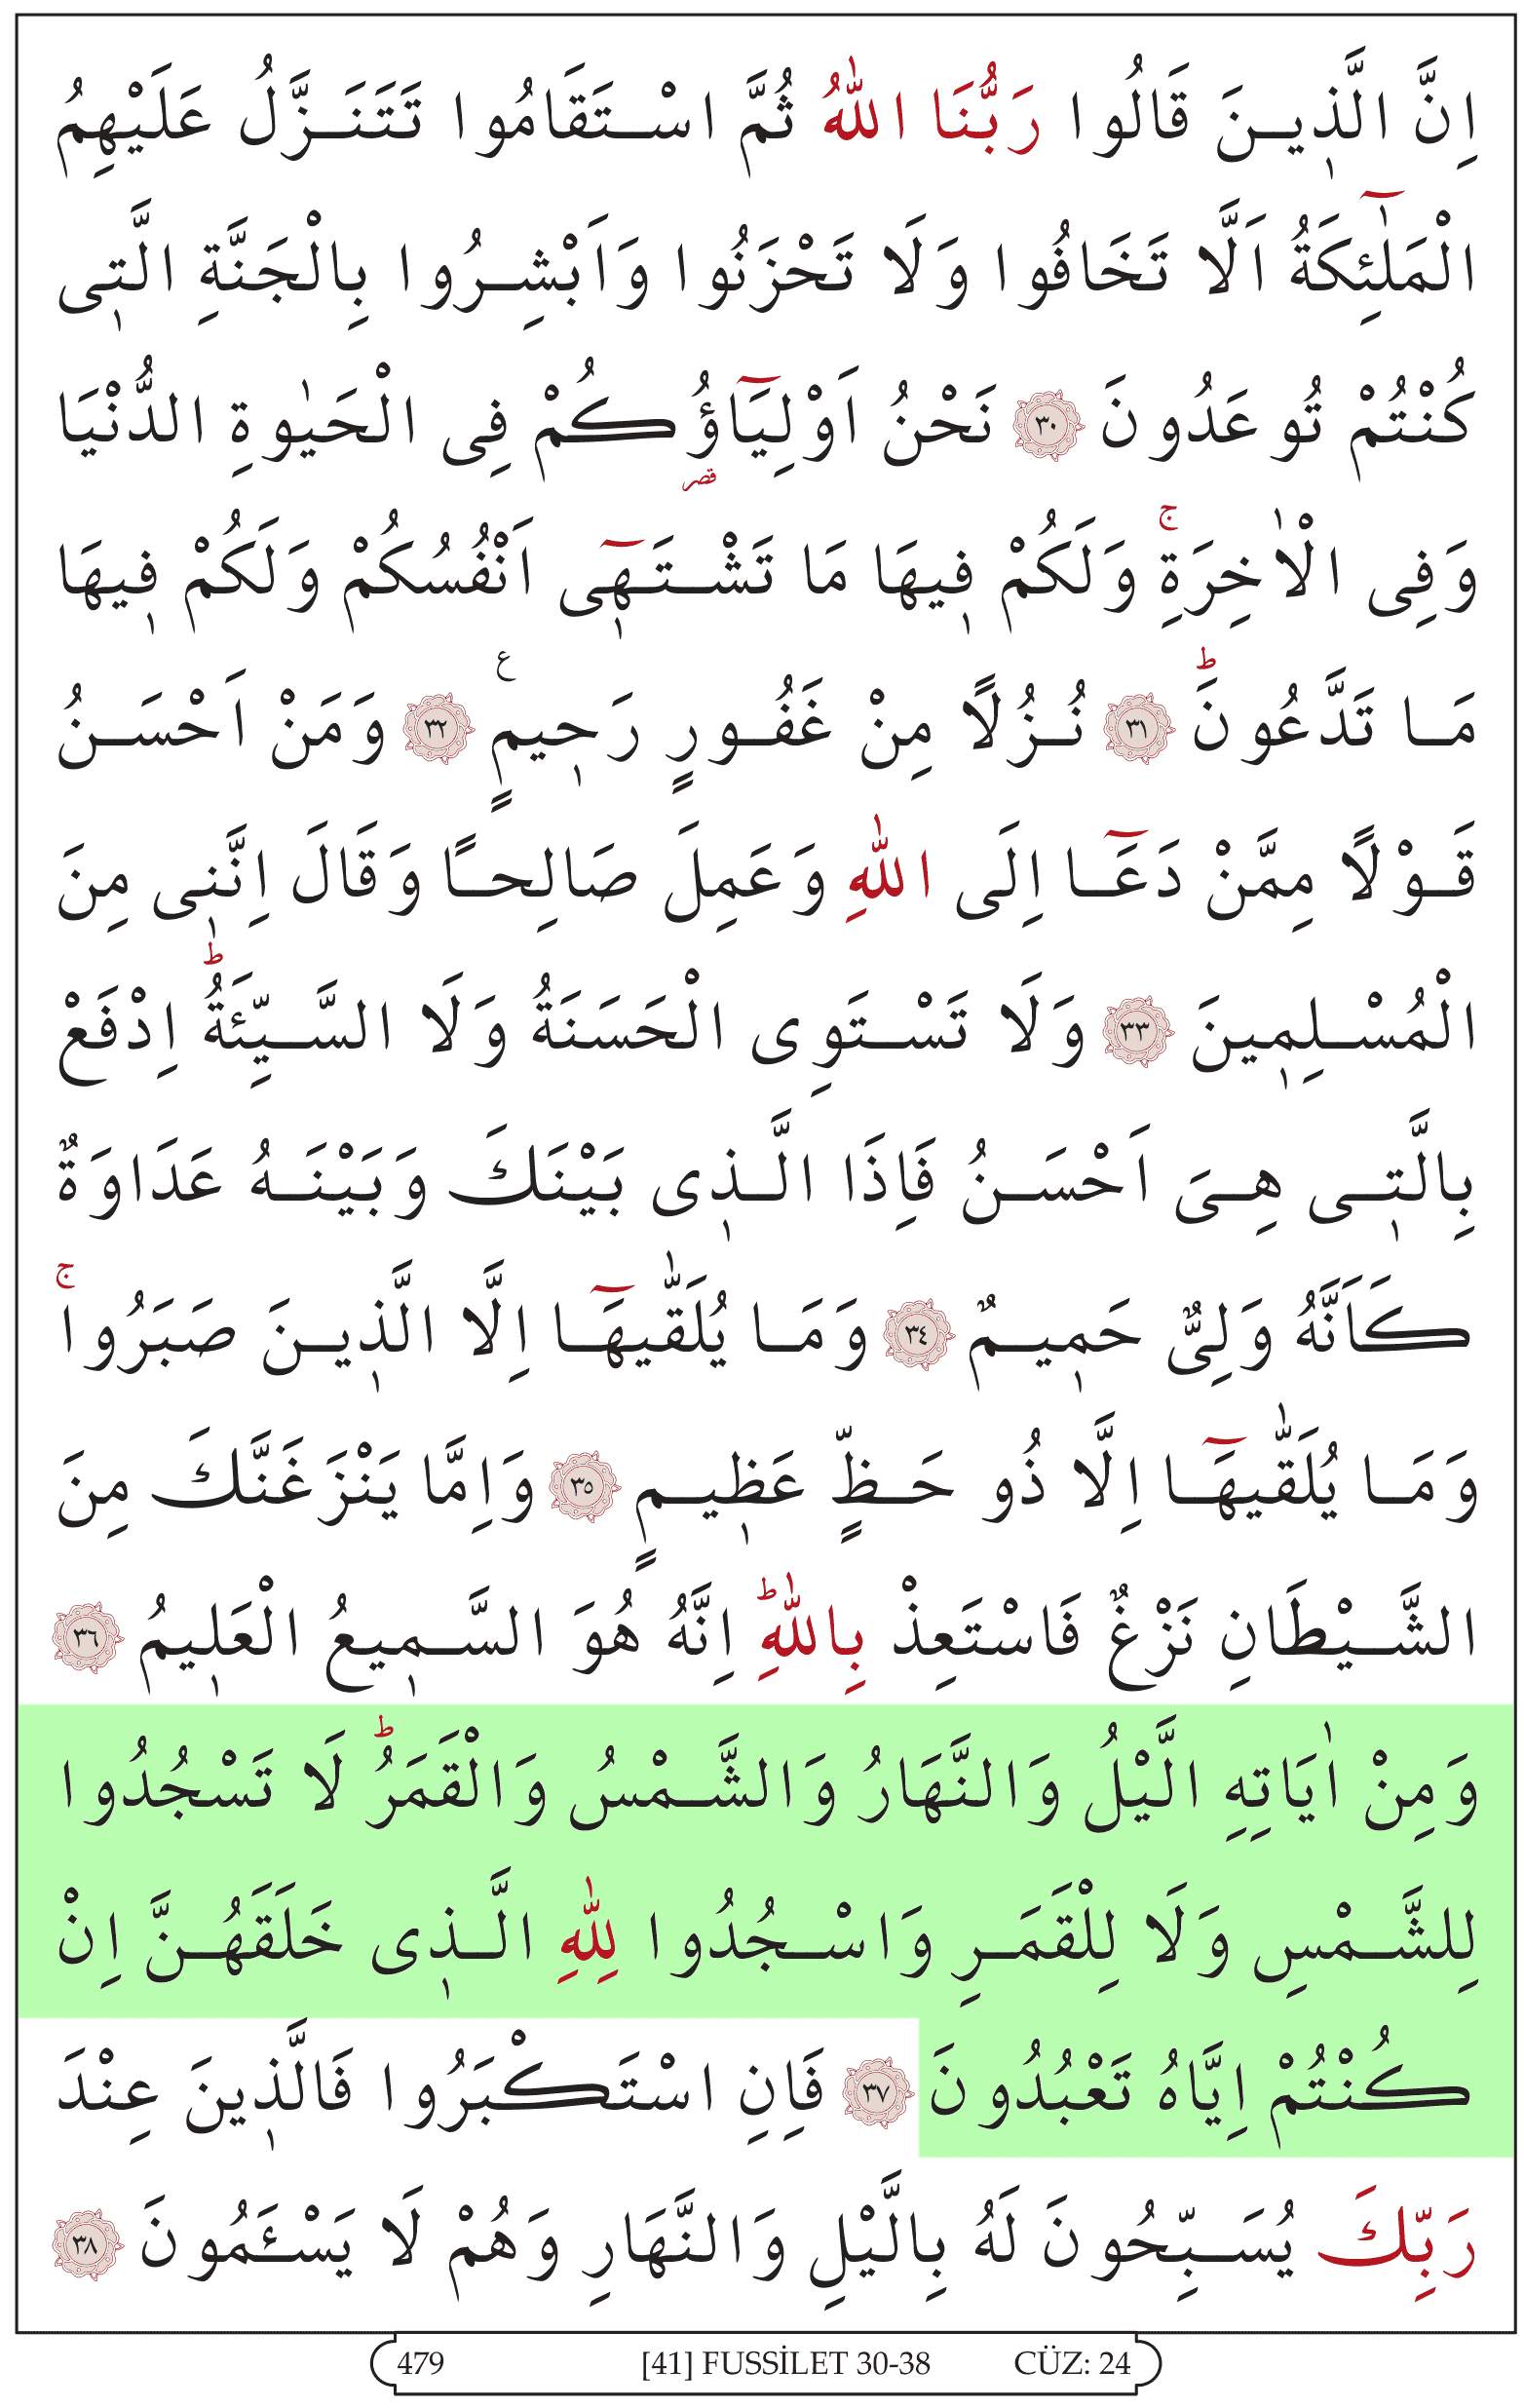 اِنَّ الَّذ۪ينَ قَالُوا رَبُّنَا اللّٰهُ ثُمَّ اسْتَقَامُوا تَتَنَزَّلُ عَلَيْهِمُ
الْمَلٰٓئِكَةُ اَلَّا تَخَافُوا وَلَا تَحْزَنُوا وَاَبْشِرُوا بِالْجَنَّةِ الَّت۪ى
كُنْتُمْ تُوعَدُونَ ﴿٣٠﴾ نَحْنُ اَوْلِيَٓاؤُ۬كُمْ فِى الْحَيٰوةِ الدُّنْيَا
قصر
وَفِى الْاٰخِرَةِۚ وَلَكُمْ ف۪يهَا مَا تَشْتَه۪ٓى اَنْفُسُكُمْ وَلَكُمْ ف۪يهَا
مَا تَدَّعُونَۜ ﴿٣١﴾ نُزُلًا مِنْ غَفُورٍ رَح۪يمٍ ع ﴿٣٢﴾ وَمَنْ اَحْسَنُ
قَوْلًا مِمَّنْ دَعَٓا اِلَى اللّٰهِ وَعَمِلَ صَالِحًا وَقَالَ اِنَّن۪ى مِنَ
الْمُسْلِم۪ينَ ﴿٣٣﴾ وَلَا تَسْتَوِى الْحَسَنَةُ وَلَا السَّيِّئَةُۜ اِدْفَعْ
بِالَّت۪ى هِىَ اَحْسَنُ فَاِذَا الَّذ۪ى بَيْنَكَ وَبَيْنَهُ عَدَاوَةٌ
كَاَنَّهُ وَلِىٌّ حَم۪يمٌ ﴿٣٤﴾ وَمَا يُلَقّٰيهَٓا اِلَّا الَّذ۪ينَ صَبَرُواۚ
وَمَا يُلَقّٰيهَٓا اِلَّا ذُو حَظٍّ عَظ۪يمٍ ﴿٣٥﴾ وَاِمَّا يَنْزَغَنَّكَ مِنَ
الشَّيْطَانِ نَزْغٌ فَاسْتَعِذْ بِاللّٰهِۜ اِنَّهُ هُوَ السَّم۪يعُ الْعَل۪يمُ ﴿٣٦﴾
وَمِنْ اٰيَاتِهِ الَّيْلُ وَالنَّهَارُ وَالشَّمْسُ وَالْقَمَرُۜ لَا تَسْجُدُوا
لِلشَّمْسِ وَلَا لِلْقَمَرِ وَاسْجُدُوا لِلّٰهِ الَّذ۪ى خَلَقَهُنَّ اِنْ
كُنْتُمْ اِيَّاهُ تَعْبُدُونَ ﴿٣٧﴾ فَاِنِ اسْتَكْبَرُوا فَالَّذ۪ينَ عِنْدَ
رَبِّكَ يُسَبِّحُونَ لَهُ بِالَّيْلِ وَالنَّهَارِ وَهُمْ لَا يَسْـَٔمُونَ ﴿٣٨﴾
479 [41] FUSSİLET 30-38 CÜZ: 24